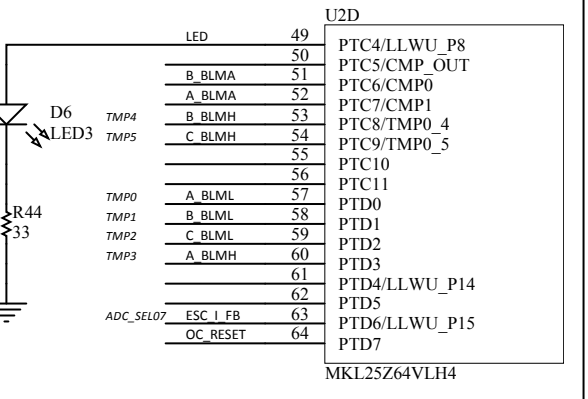 U2D
LED 49 PTC4/LLWU_P8
50 PTC5/CMP_OUT
B_BLMA 51 PTC6/CMP0
A_BLMA 52 PTC7/CMP1
D6 TMP4 B_BLMH 53 PTC8/TMP0_4
LED3 TMP5 C_BLMH 54 PTC9/TMP0_5
55 PTC10
56 PTC11
TMP0 A_BLML 57 PTD0
R44 TMP1 B_BLML 58 PTD1
33 TMP2 C_BLML 59 PTD2
TMP3 A_BLMH 60 PTD3
61 PTD4/LLWU_P14
62 PTD5
ADC_SEL07 ESC_I_FB 63 PTD6/LLWU_P15
OC_RESET 64 PTD7
MKL25Z64VLH4